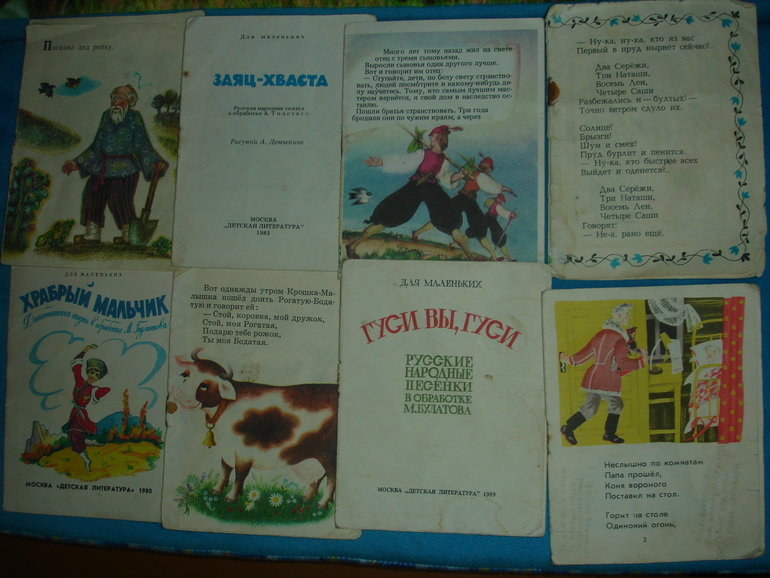 Посадил дед репку.
Для маленьких
ЗАЯЦ-ХВАСТА
Русская народная сказка
в обработке А. Толстого
Рисунки А. Демыкина
МОСКВА
„ДЕТСКАЯ ЛИТЕРАТУРА"
1983
Много лет тому назад жил на свете
отец с тремя сыновьями.
Выросли сыновья один другого лучше.
Вот и говорит им отец:
— Ступайте, дети, по белу свету странство-
вать, людей посмотрите и какому-нибудь де-
лу научитесь. Тому, кто самым лучшим мас-
тером вернётся, я свой дом в наследство ос-
тавлю.
Пошли братья странствовать. Три года
бродили они по чужим краям, а через
— Ну-ка, ну-ка, кто из вас
Первый в пруд нырнет сейчас?..
Два Серёжи,
Три Наташи,
Восемь Лен,
Четыре Саши
Разбежались и — бултых! —
Точно ветром сдуло их.
Солнце!
Брызги!
Шум и смех!
Пруд бурлит и пенится.
— Ну-ка, кто быстрее всех
Выйдет и оденется?..
Два Серёжи,
Три Наташи,
Восемь Лен,
Четыре Саши
Говорят:
— Не-а, рано ещё.
ДЛЯ МАЛЕНЬКИХ
ХРАБРЫЙ МАЛЬЧИК
Дагестанская сказка в обработке М. Булатова
МОСКВА «ДЕТСКАЯ ЛИТЕРАТУРА» 1980
Вот однажды утром Крошка-Ма-
лышка пошёл доить Рогатую-Бода-
тую и говорит ей:
— Стой, коровка, мой дружок,
Стой, моя Рогатая,
Подарю тебе рожок,
Ты моя Бодатая.
ДЛЯ МАЛЕНЬКИХ
ГУСИ ВЫ, ГУСИ
РУССКИЕ
НАРОДНЫЕ
ПЕСЕНКИ
В ОБРАБОТКЕ
М.БУЛАТОВА
МОСКВА „ДЕТСКАЯ ЛИТЕРАТУРА" 1989
Неслышно по комнатам
Папа прошёл,
Коня вороного
Поставил на стол.
Горит на столе
Одинокий огонь,
3